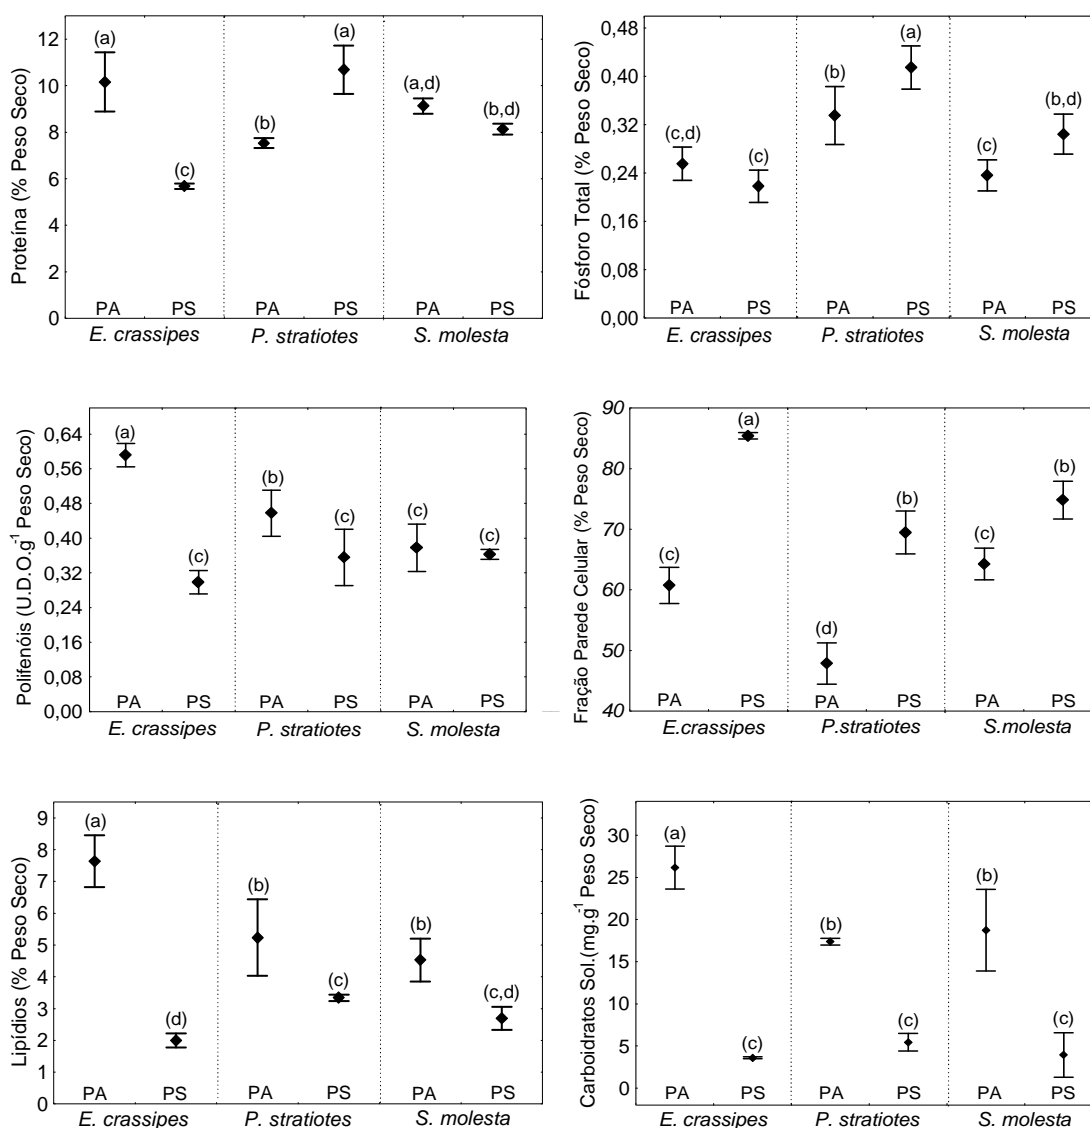 Proteína (% Peso Seco)
12
10
8
6
4
2
0
(a)
(c)
(b)
(a)
(a,d)
(b,d)
PA PS PA PS PA PS
E. crassipes P. stratiotes S. molesta
Fósforo Total (% Peso Seco)
0,48
0,40
0,32
0,24
0,16
0,08
0,00
(c,d)
(c)
(b)
(a)
(c)
(b,d)
PA PS PA PS PA PS
E. crassipes P. stratiotes S. molesta
Polifenóis (U.D.O.g-1 Peso Seco)
0,64
0,56
0,48
0,40
0,32
0,24
0,16
0,08
0,00
(a)
(c)
(b)
(c)
(c)
(c)
PA PS PA PS PA PS
E. crassipes P. stratiotes S. molesta
Fração Parede Celular (% Peso Seco)
90
80
70
60
50
40
(c)
(a)
(d)
(b)
(c)
(b)
PA PS PA PS PA PS
E.crassipes P.stratiotes S.molesta
Lipídios (% Peso Seco)
9
8
7
6
5
4
3
2
1
0
(a)
(d)
(b)
(c)
(b)
(c,d)
PA PS PA PS PA PS
E. crassipes P. stratiotes S. molesta
Carboidratos Sol.(mg.g-1 Peso Seco)
30
25
20
15
10
5
0
(a)
(c)
(b)
(c)
(b)
(c)
PA PS PA PS PA PS
E. crassipes P. stratiotes S. molesta